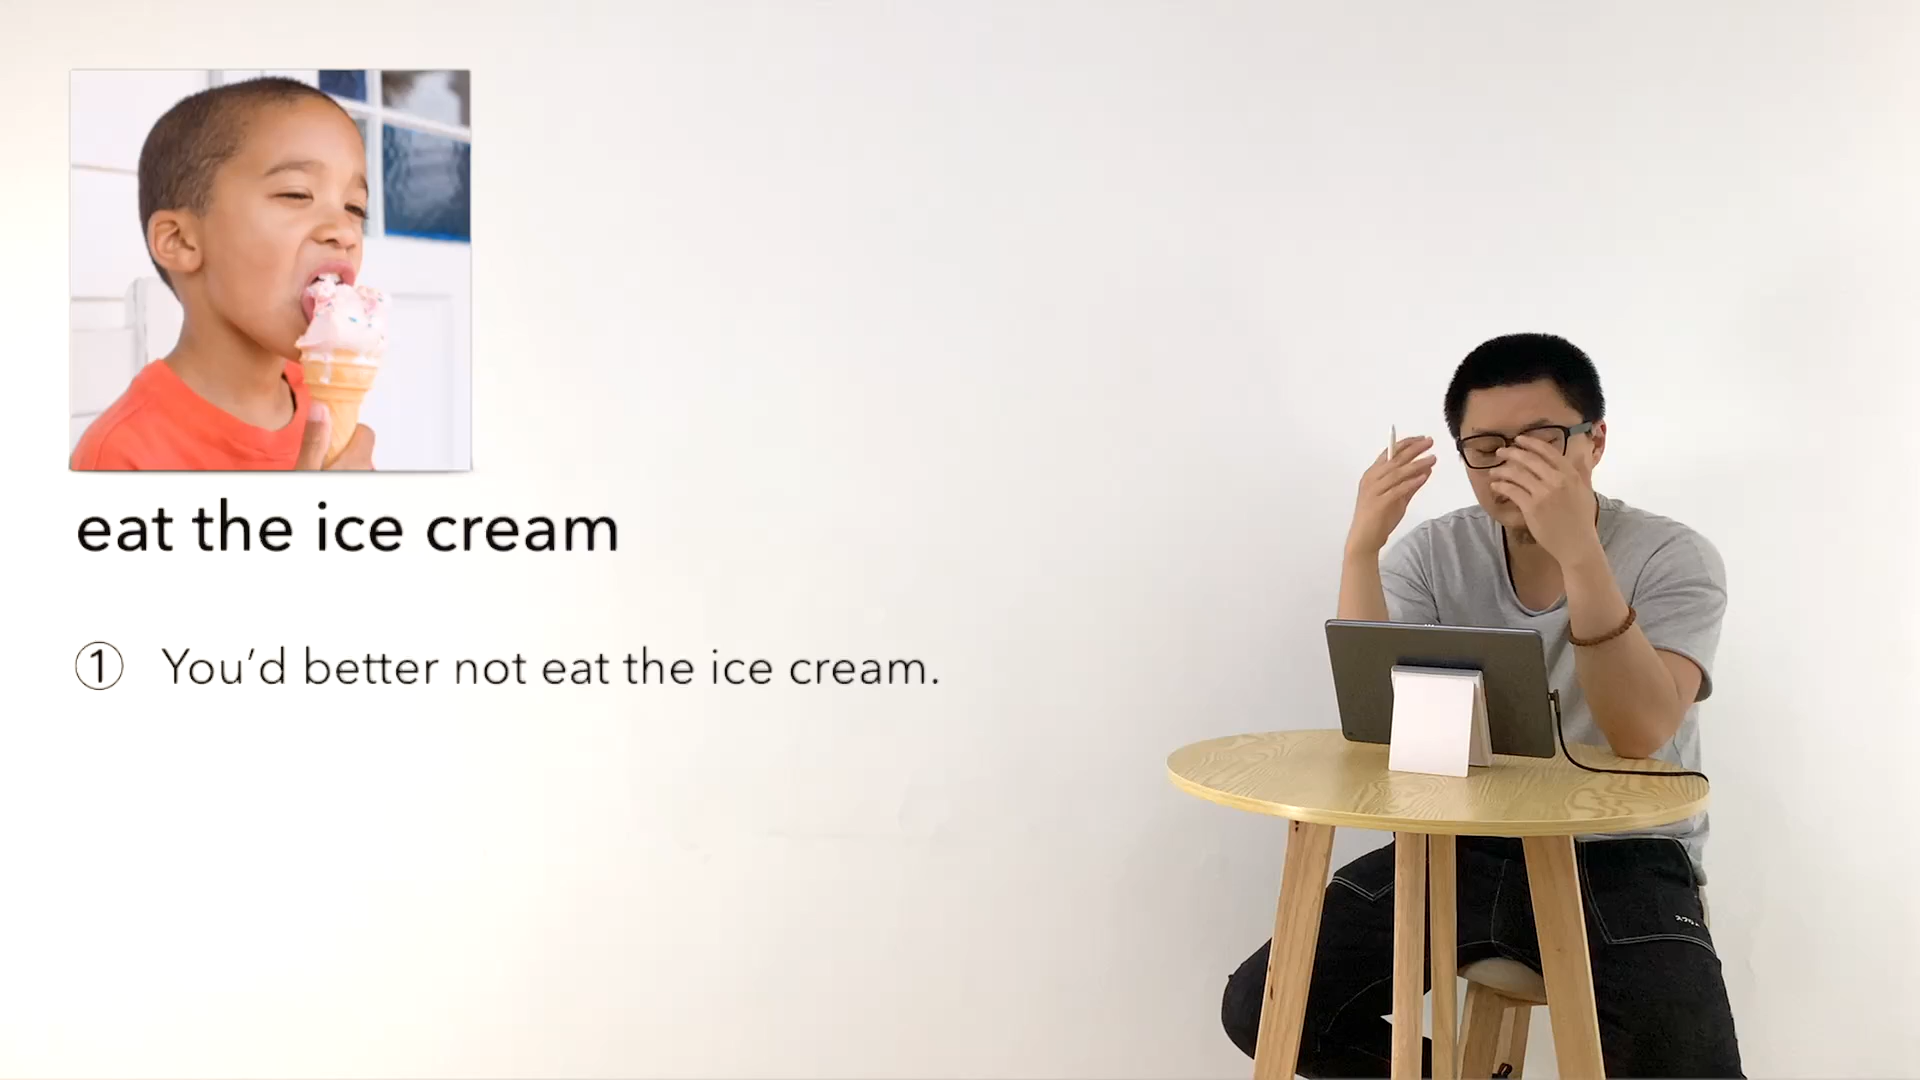 eat the ice cream
① You’d better not eat the ice cream.